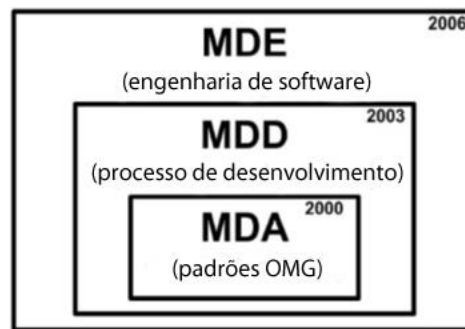 2006
MDE
(engenharia de software)
2003
MDD
(processo de desenvolvimento)
2000
MDA
(padrões OMG)